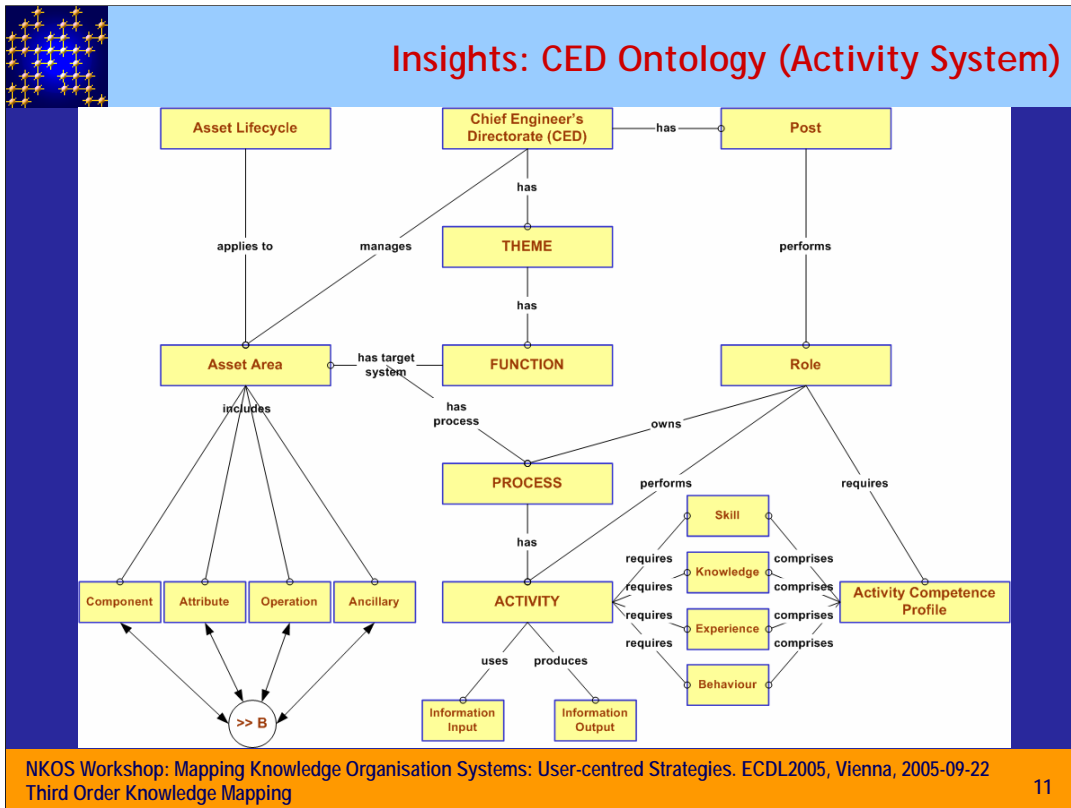 Insights: CED Ontology (Activity System)
Asset Lifecycle
Chief Engineer's
Directorate (CED)
has
Post
has
applies to
manages
THEME
performs
has
Asset Area
has target
system
FUNCTION
Role
includes
has
process
owns
PROCESS
performs
requires
Skill
has
requires
comprises
Knowledge
requires
comprises
Component
Attribute
Operation
Ancillary
ACTIVITY
Activity Competence
Profile
requires
Experience
comprises
requires
comprises
uses
produces
Behaviour
Information
Input
Information
Output
>> B
NKOS Workshop: Mapping Knowledge Organisation Systems: User-centred Strategies. ECDL2005, Vienna, 2005-09-22
Third Order Knowledge Mapping
11